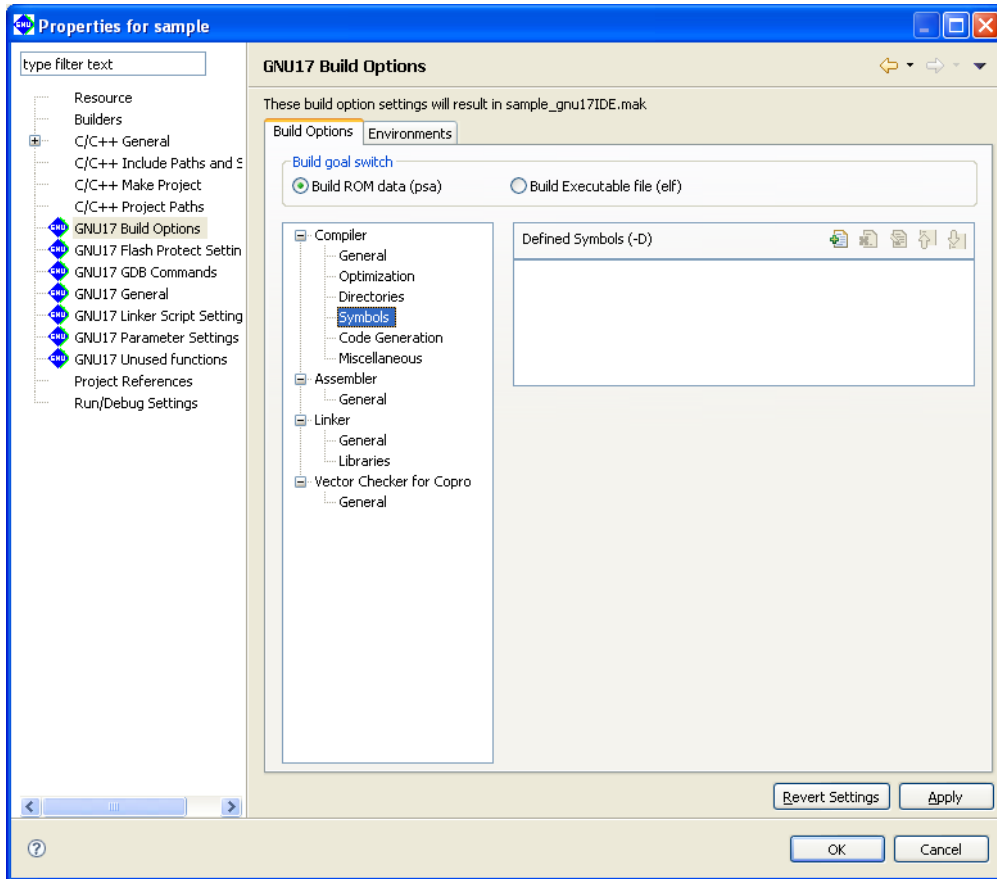 Properties for sample
type filter text
Resource
Builders
C/C++ General
C/C++ Include Paths and S
C/C++ Make Project
C/C++ Project Paths
GNU17 Build Options
GNU17 Flash Protect Settin
GNU17 GDB Commands
GNU17 General
GNU17 Linker Script Setting
GNU17 Parameter Settings
GNU17 Unused functions
Project References
Run/Debug Settings
GNU17 Build Options
These build option settings will result in sample_gnu17IDE.mak
Build Options Environments
Build goal switch
Build ROM data (psa) Build Executable file (elf)
Compiler
General
Optimization
Directories
Symbols
Code Generation
Miscellaneous
Assembler
General
Linker
General
Libraries
Vector Checker for Copro
General
Defined Symbols (-D)
Revert Settings Apply
OK Cancel